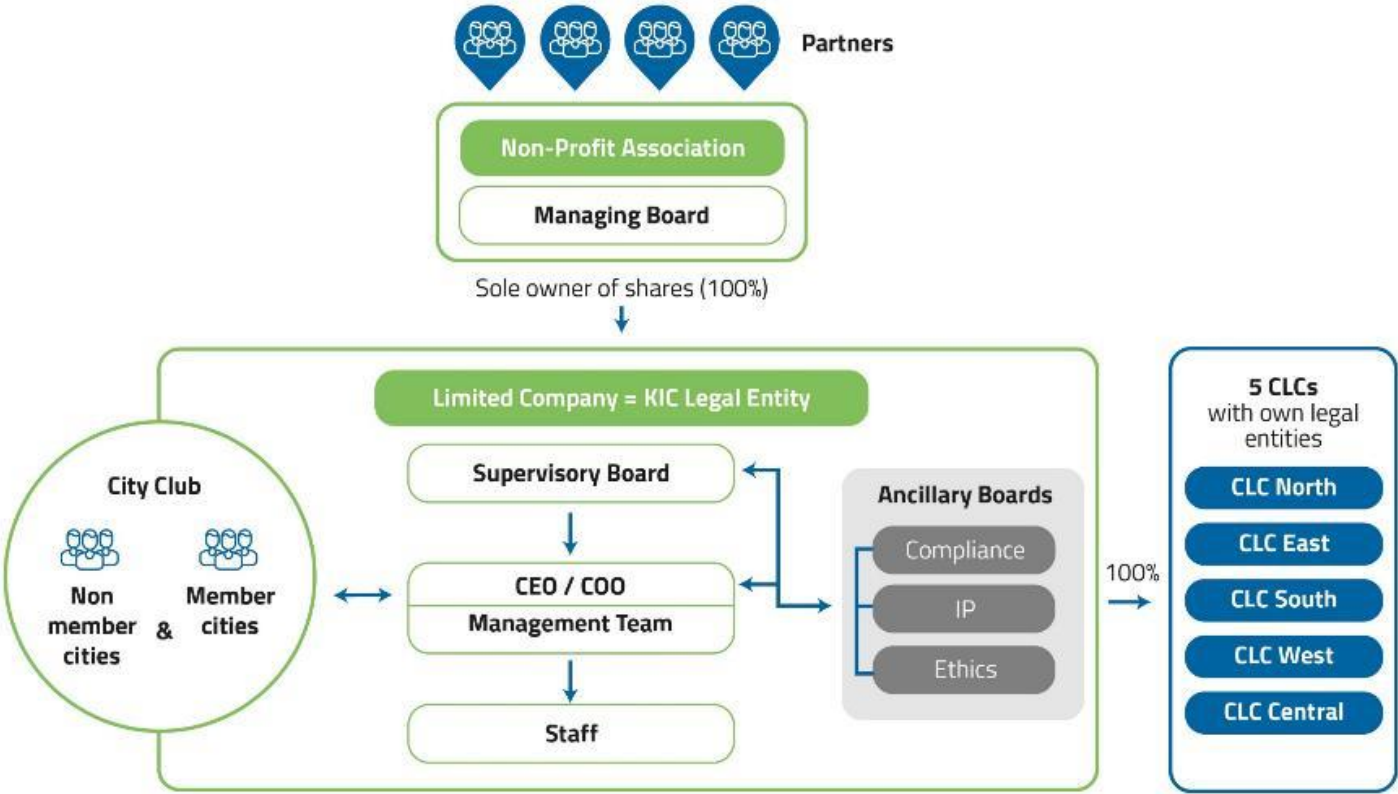 Partners
Non-Profit Association
Managing Board
Sole owner of shares (100%)
Limited Company = KIC Legal Entity
Supervisory Board
CEO / COO
Management Team
Staff
City Club
Non
member
cities
&
Member
cities
Ancillary Boards
Compliance
IP
Ethics
100%
5 CLCs
with own legal
entities
CLC North
CLC East
CLC South
CLC West
CLC Central